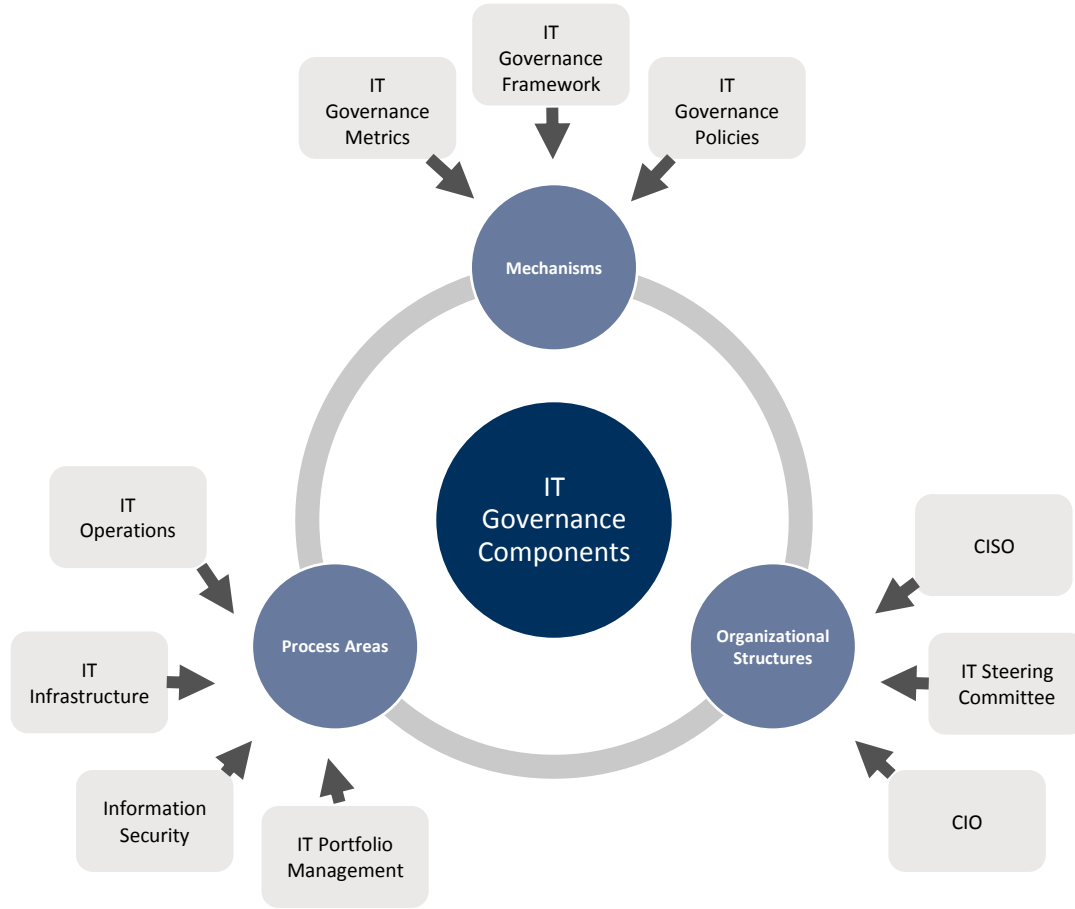 IT
Governance
Framework
IT
Governance
Metrics
IT
Governance
Policies
Mechanisms
IT
Governance
Components
IT
Operations
CISO
Process Areas
Organizational
Structures
IT
Infrastructure
IT Steering
Committee
Information
Security
IT Portfolio
Management
CIO